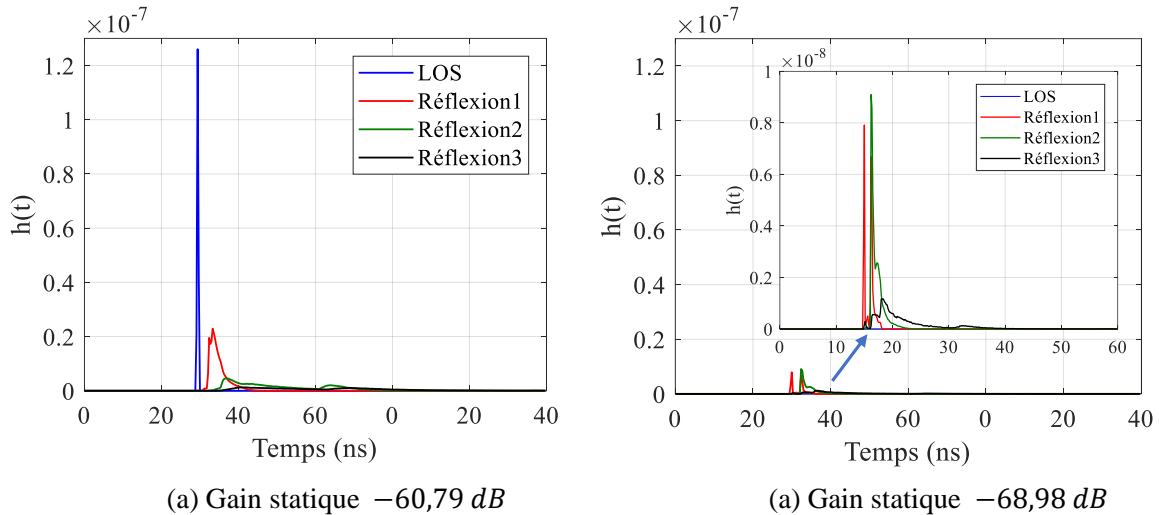 ×10⁻⁷
1.2
1
0.8
0.6
0.4
0.2
0
h(t)
0 20 40 60 0 40
Temps (ns)
LOS
Réflexion1
Réflexion2
Réflexion3
(a) Gain statique −60,79 dB
×10⁻⁷
1.2
1
0.8
0.6
0.4
0.2
0
h(t)
0 20 40 60 0 20 40
Temps (ns)
1 ×10⁻⁸
0.8
0.6
0.4
0.2
0
h(t)
0 10 20 30 40 50 60
LOS
Réflexion1
Réflexion2
Réflexion3
(a) Gain statique −68,98 dB